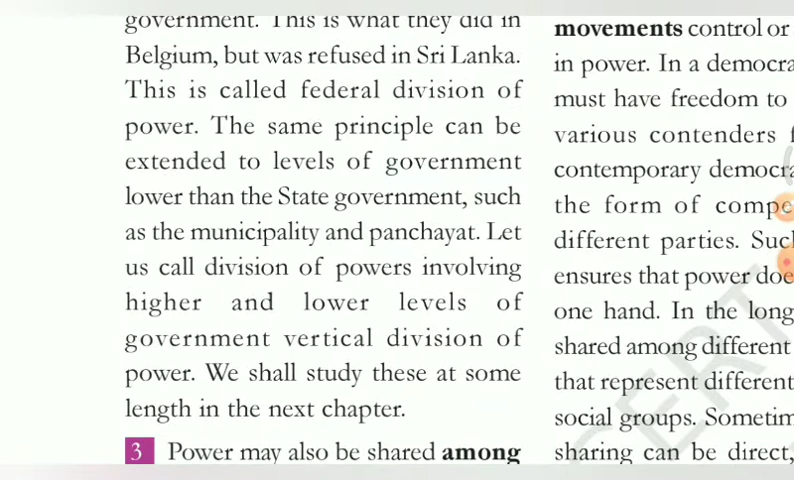 government. This is what they did in
Belgium, but was refused in Sri Lanka.
This is called federal division of
power. The same principle can be
extended to levels of government
lower than the State government, such
as the municipality and panchayat. Let
us call division of powers involving
higher and lower levels of
government vertical division of
power. We shall study these at some
length in the next chapter.
3 Power may also be shared among
movements control or
in power. In a
must have freedom to
various contenders
contemporary
the form of
different parties.
ensures that power
one hand. In the long
shared among different
that represent different
social groups.
sharing can be direct,
CERT